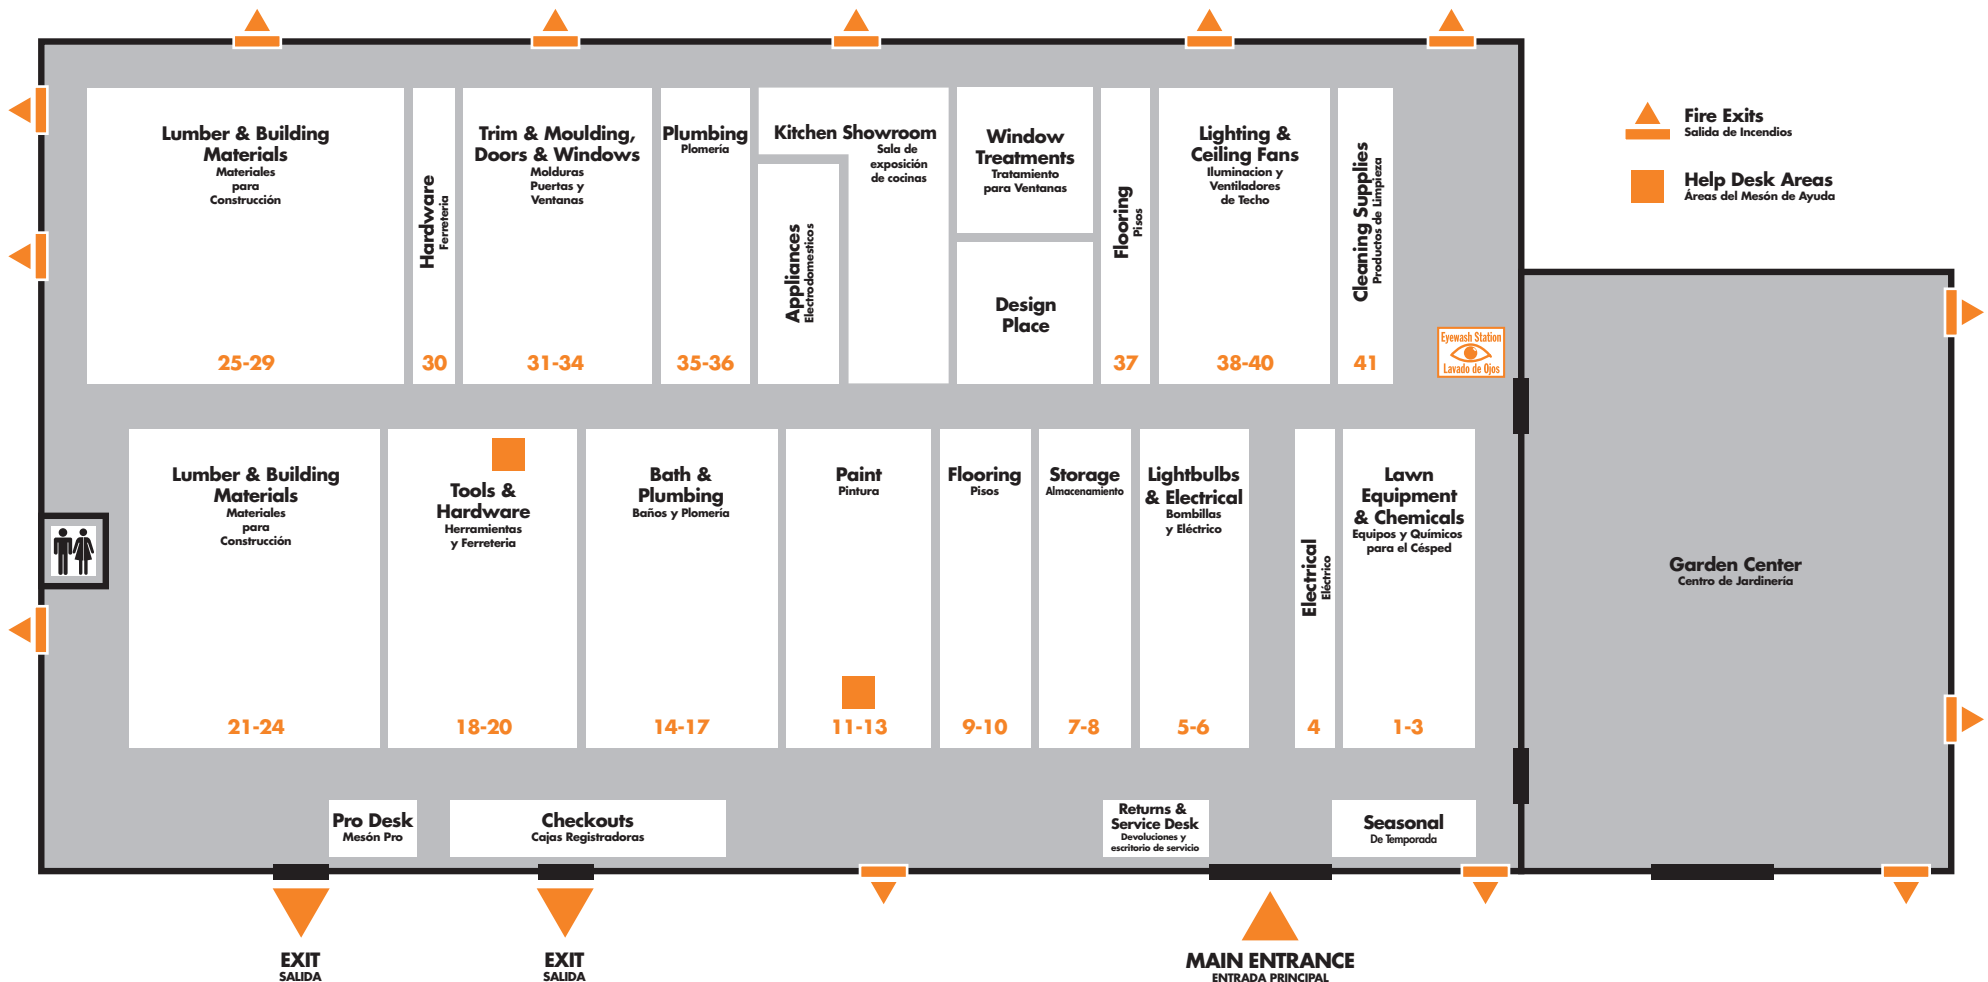 Lumber & Building
Materials
Materiales
para
Construcción
25-29
Hardware
Ferreteria
30
Trim & Moulding,
Doors & Windows
Molduras
Puertas y
Ventanas
31-34
Plumbing
Plomería
35-36
Kitchen Showroom
Sala de
exposición
de cocinas
Appliances
Electrodomesticos
Window
Treatments
Tratamiento
para Ventanas
Design
Place
Flooring
Pisos
37
Lighting &
Ceiling Fans
Iluminacion y
Ventiladores
de Techo
38-40
Cleaning Supplies
Productos de Limpieza
41
Eyewash Station
Lavado de Ojos
Fire Exits
Salida de Incendios
Help Desk Areas
Áreas del Mesón de Ayuda
Lumber & Building
Materials
Materiales
para
Construcción
21-24
Tools &
Hardware
Herramientas
y Ferreteria
18-20
Bath &
Plumbing
Baños y Plomería
14-17
Paint
Pintura
11-13
Flooring
Pisos
9-10
Storage
Almacenamiento
7-8
Lightbulbs
& Electrical
Bombillas
y Eléctrico
5-6
Electrical
Eléctrico
4
Lawn
Equipment
& Chemicals
Equipos y Químicos
para el Césped
1-3
Garden Center
Centro de Jardinería
Pro Desk
Mesón Pro
Checkouts
Cajas Registradoras
Returns &
Service Desk
Devoluciones y
escritorio de servicio
Seasonal
De Temporada
EXIT
SALIDA
EXIT
SALIDA
MAIN ENTRANCE
ENTRADA PRINCIPAL